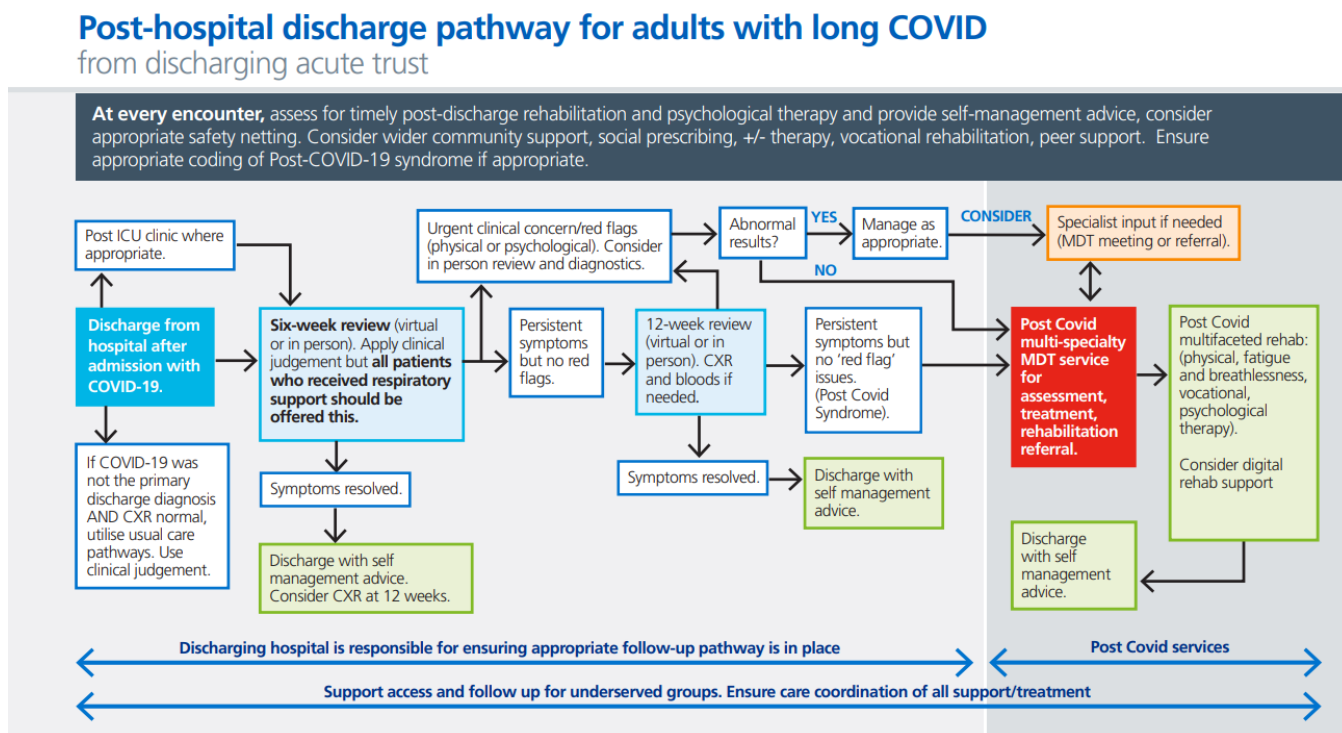 Post-hospital discharge pathway for adults with long COVID
from discharging acute trust
At every encounter, assess for timely post-discharge rehabilitation and psychological therapy and provide self-management advice, consider
appropriate safety netting. Consider wider community support, social prescribing, +/- therapy, vocational rehabilitation, peer support. Ensure
appropriate coding of Post-COVID-19 syndrome if appropriate.
Post ICU clinic where
appropriate.
Discharge from
hospital after
admission with
COVID-19.
If COVID-19 was
not the primary
discharge diagnosis
AND CXR normal,
utilise usual care
pathways. Use
clinical judgement.
Six-week review (virtual
or in person). Apply clinical
judgement but all patients
who received respiratory
support should be
offered this.
Symptoms resolved.
Discharge with self
management advice.
Consider CXR at 12 weeks.
Urgent clinical concern/red flags
(physical or psychological). Consider
in person review and diagnostics.
Persistent
symptoms
but no red
flags.
12-week review
(virtual or in
person). CXR
and bloods if
needed.
Symptoms resolved.
Discharge with
self management
advice.
Abnormal
results?
YES
NO
Manage as
appropriate.
CONSIDER
Persistent
symptoms but
no 'red flag'
issues.
(Post Covid
Syndrome).
Specialist input if needed
(MDT meeting or referral).
Post Covid
multi-specialty
MDT service
for
assessment,
treatment,
rehabilitation
referral.
Post Covid
multifaceted rehab:
(physical, fatigue
and breathlessness,
vocational,
psychological
therapy).
Consider digital
rehab support
Discharge
with self
management
advice.
Discharging hospital is responsible for ensuring appropriate follow-up pathway is in place
Post Covid services
Support access and follow up for underserved groups. Ensure care coordination of all support/treatment